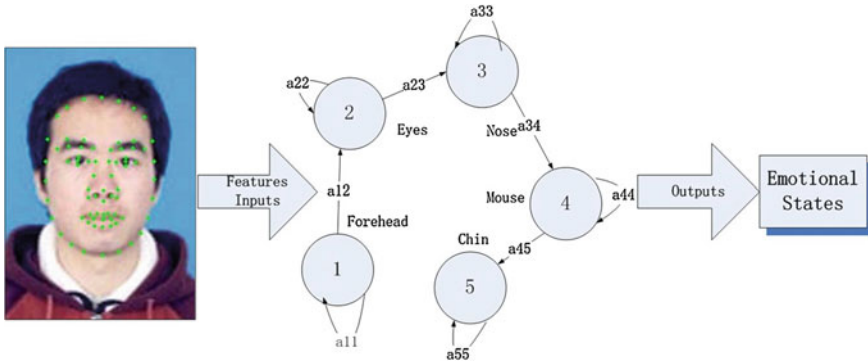 Features
Inputs
a11
1
Forehead
a12
a22
2
Eyes
a23
a33
3
Nose
a34
Mouse
4
a44
a45
Chin
5
a55
Outputs
Emotional
States